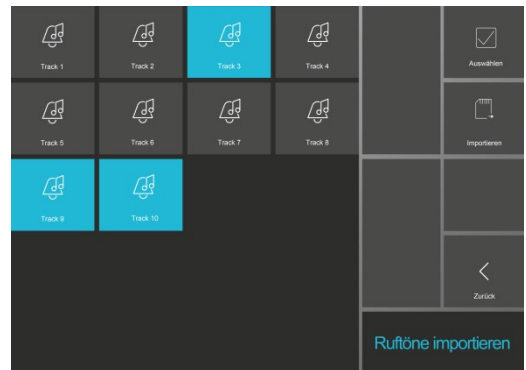 Track 1
Track 2
Track 3
Track 4
Auswählen
Track 5
Track 6
Track 7
Track 8
Importieren
Track 9
Track 10
Zurück
Ruftöne importieren